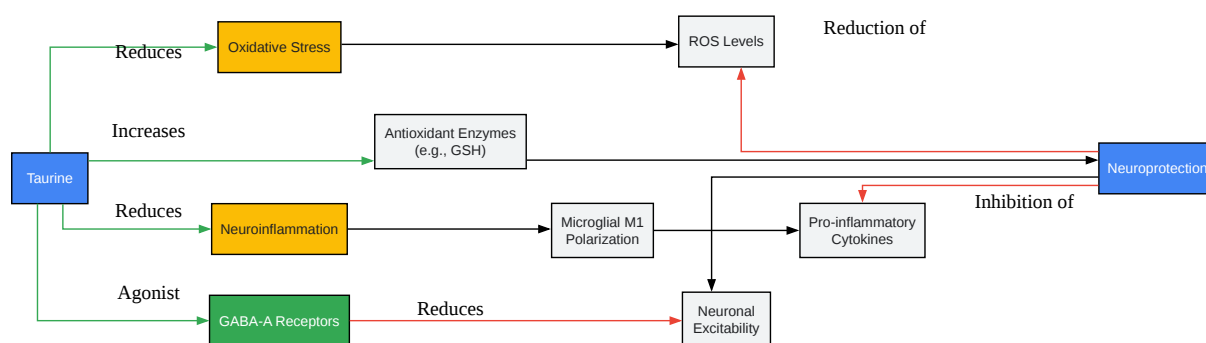 Reduces
Oxidative Stress
ROS Levels
Reduction of
Increases
Antioxidant Enzymes
(e.g., GSH)
Taurine
Neuroprotection
Reduces
Neuroinflammation
Microglial M1
Polarization
Pro-inflammatory
Cytokines
Inhibition of
Agonist
GABA-A Receptors
Reduces
Neuronal
Excitability